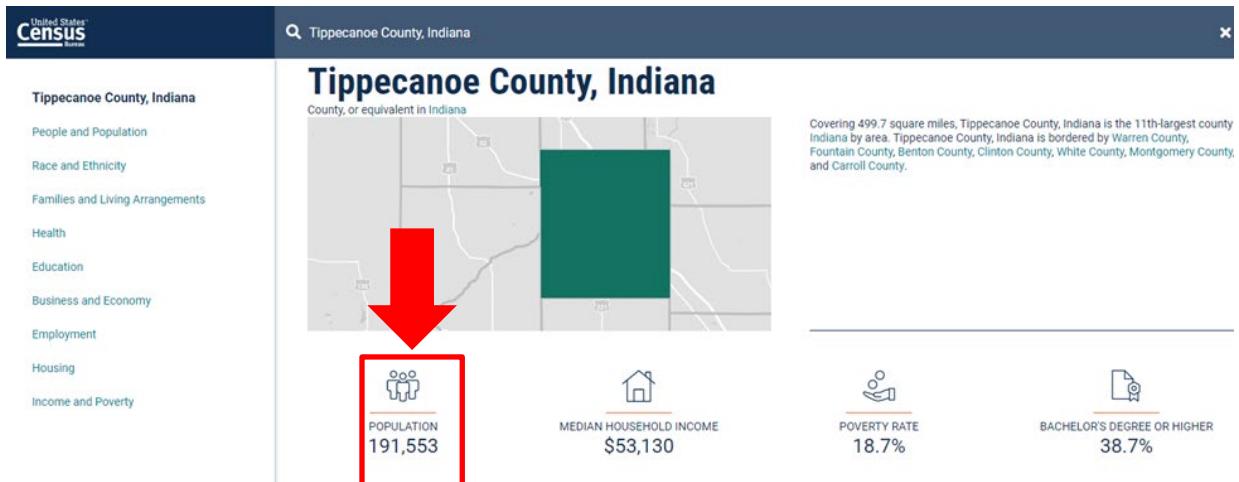 United States®
Census
Bureau
Tippecanoe County, Indiana
Tippecanoe County, Indiana
People and Population
Race and Ethnicity
Families and Living Arrangements
Health
Education
Business and Economy
Employment
Housing
Income and Poverty
Tippecanoe County, Indiana
County, or equivalent in Indiana
Covering 499.7 square miles, Tippecanoe County, Indiana is the 11th-largest county
Indiana by area. Tippecanoe County, Indiana is bordered by Warren County,
Fountain County, Benton County, Clinton County, White County, Montgomery County,
and Carroll County.
POPULATION
191,553
MEDIAN HOUSEHOLD INCOME
$53,130
POVERTY RATE
18.7%
BACHELOR'S DEGREE OR HIGHER
38.7%